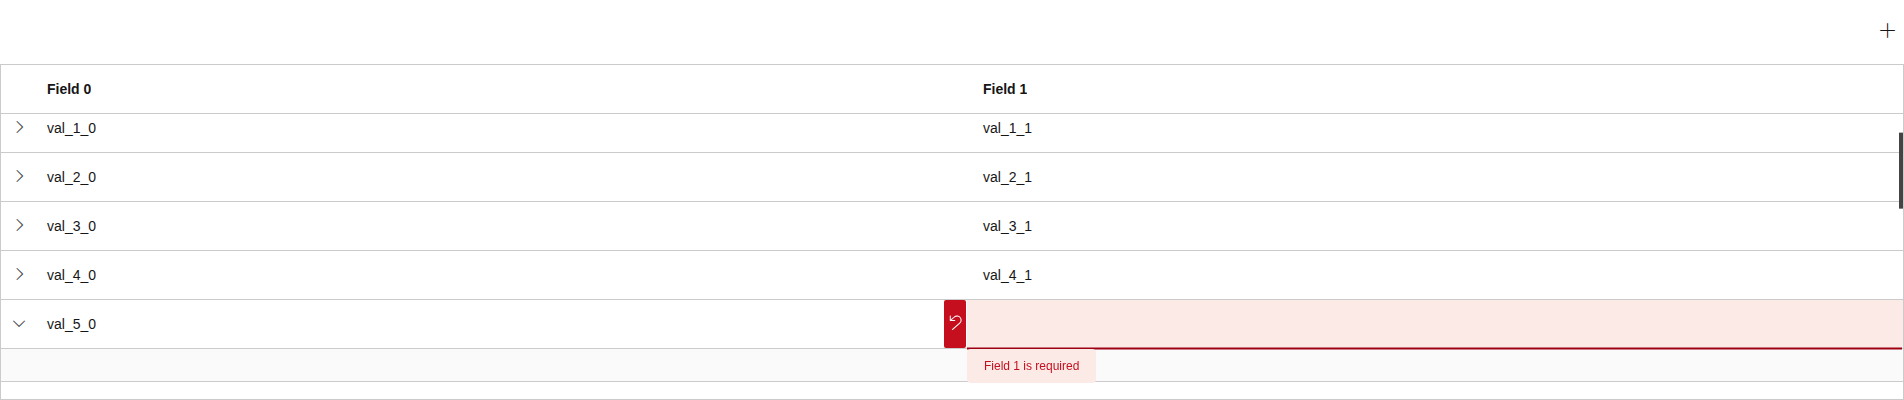 Field 0 Field 1
val_1_0 val_1_1
val_2_0 val_2_1
val_3_0 val_3_1
val_4_0 val_4_1
val_5_0
Field 1 is required